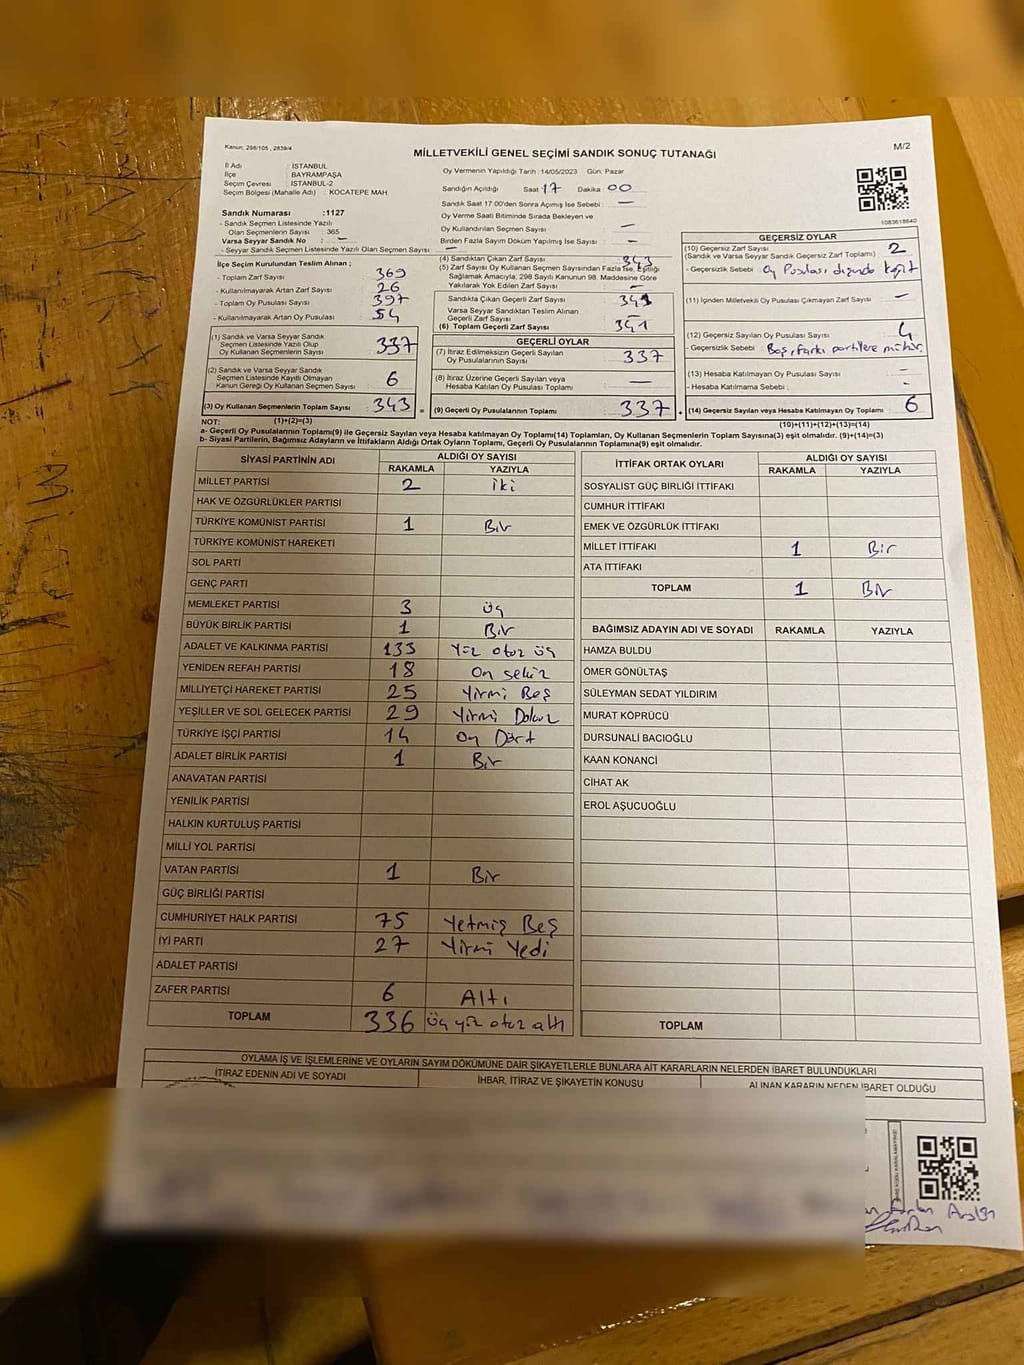 Kanun: 298/105 , 2839/4
MİLLETVEKİLİ GENEL SEÇİMİ SANDIK SONUÇ TUTANAĞI
M/2
İl Adı : İSTANBUL
İlçe : BAYRAMPAŞA
Seçim Çevresi : İSTANBUL-2
Seçim Bölgesi (Mahalle Adı) : KOCATEPE MAH.
Sandık Numarası :1127
- Sandık Seçmen Listesinde Yazılı
Olan Seçmenlerin Sayısı : 365
Varsa Seyyar Sandık No : —
- Seyyar Sandık Seçmen Listesinde Yazılı Olan Seçmen Sayısı: —
İlçe Seçim Kurulundan Teslim Alınan ;
- Toplam Zarf Sayısı : 369
- Kullanılmayarak Artan Zarf Sayısı : 26
- Toplam Oy Pusulası Sayısı : 397
- Kullanılmayarak Artan Oy Pusulası : 54
(1) Sandık ve Varsa Seyyar Sandık
Seçmen Listesinde Yazılı Olup
Oy Kullanan Seçmenlerin Sayısı : 337
(2) Sandık ve Varsa Seyyar Sandık
Seçmen Listesinde Kayıtlı Olmayan
Kanun Gereği Oy Kullanan Seçmen Sayısı : 6
(3) Oy Kullanan Seçmenlerin Toplam Sayısı : 343
(1)+(2)=(3)
Oy Vermenin Yapıldığı Tarih : 14/05/2023 Gün: Pazar
Sandığın Açıldığı Saat 17 Dakika 00
Sandık Saat 17.00'den Sonra Açımış İse Sebebi : —
Oy Verme Saati Bitiminde Sırada Bekleyen ve
Oy Kullandırılan Seçmen Sayısı : —
Birden Fazla Sayım Döküm Yapılmış İse Sayısı : —
(4) Sandıktan Çıkan Zarf Sayısı : 343
(5) Zarf Sayısı Oy Kullanan Seçmen Sayısından Fazla İse, Eşitliği
Sağlamak Amacıyla, 298 Sayılı Kanunun 98. Maddesine Göre
Yakılarak Yok Edilen Zarf Sayısı : —
Sandıkta Çıkan Geçerli Zarf Sayısı : 341
Varsa Seyyar Sandıktan Teslim Alınan
Geçerli Zarf Sayısı : —
(6) Toplam Geçerli Zarf Sayısı : 341
GEÇERLİ OYLAR
(7) İtiraz Edilmeksizin Geçerli Sayılan
Oy Pusulalarının Sayısı : 337
(8) İtiraz Üzerine Geçerli Sayılan veya
Hesaba Katılan Oy Pusulası Toplamı : —
= (9) Geçerli Oy Pusulalarının Toplamı : 337 +
1083618640
GEÇERSİZ OYLAR
(10) Geçersiz Zarf Sayısı : 2
(Sandık ve Varsa Seyyar Sandık Geçersiz Zarf Toplamı)
- Geçersizlik Sebebi : Oy Pusulası dışında kağıt
(11) İçinden Milletvekili Oy Pusulası Çıkmayan Zarf Sayısı : —
(12) Geçersiz Sayılan Oy Pusulası Sayısı : 4
- Geçersizlik Sebebi : Boş, farklı partilere mühür.
(13) Hesaba Katılmayan Oy Pusulası Sayısı : —
- Hesaba Katılmama Sebebi : —
(14) Geçersiz Sayılan veya Hesaba Katılmayan Oy Toplamı : 6
(10)+(11)+(12)+(13)=(14)
NOT:
a- Geçerli Oy Pusulalarının Toplamı(9) ile Geçersiz Sayılan veya Hesaba katılmayan Oy Toplamı(14) Toplamları, Oy Kullanan Seçmenlerin Toplam Sayısına(3) eşit olmalıdır. (9)+(14)=(3)
b- Siyasi Partilerin, Bağımsız Adayların ve İttifakların Aldığı Ortak Oyların Toplamı, Geçerli Oy Pusulalarının Toplamına(9) eşit olmalıdır.
SİYASİ PARTİNİN ADI ALDIĞI OY SAYISI
RAKAMLA YAZIYLA
MİLLET PARTİSİ 2 iki
HAK VE ÖZGÜRLÜKLER PARTİSİ
TÜRKİYE KOMÜNİST PARTİSİ 1 Bir
TÜRKİYE KOMÜNİST HAREKETİ
SOL PARTİ
GENÇ PARTİ
MEMLEKET PARTİSİ 3 üç
BÜYÜK BİRLİK PARTİSİ 1 Bir
ADALET VE KALKINMA PARTİSİ 133 Yüz otuz üç
YENİDEN REFAH PARTİSİ 18 On sekiz
MİLLİYETÇİ HAREKET PARTİSİ 25 Yirmi Beş
YEŞİLLER VE SOL GELECEK PARTİSİ 29 Yirmi Dokuz
TÜRKİYE İŞÇİ PARTİSİ 14 On Dört
ADALET BİRLİK PARTİSİ 1 Bir
ANAVATAN PARTİSİ
YENİLİK PARTİSİ
HALKIN KURTULUŞ PARTİSİ
MİLLİ YOL PARTİSİ
VATAN PARTİSİ 1 Bir
GÜÇ BİRLİĞİ PARTİSİ
CUMHURİYET HALK PARTİSİ 75 Yetmiş Beş
İYİ PARTİ 27 Yirmi Yedi
ADALET PARTİSİ
ZAFER PARTİSİ 6 Altı
TOPLAM 336 üç yüz otuz altı
İTTİFAK ORTAK OYLARI ALDIĞI OY SAYISI
RAKAMLA YAZIYLA
SOSYALİST GÜÇ BİRLİĞİ İTTİFAKI
CUMHUR İTTİFAKI
EMEK VE ÖZGÜRLÜK İTTİFAKI
MİLLET İTTİFAKI 1 Bir
ATA İTTİFAKI
TOPLAM 1 Bir
BAĞIMSIZ ADAYIN ADI VE SOYADI RAKAMLA YAZIYLA
HAMZA BULDU
ÖMER GÖNÜLTAŞ
SÜLEYMAN SEDAT YILDIRIM
MURAT KÖPRÜCÜ
DURSUNALİ BACIOĞLU
KAAN KONANCİ
CİHAT AK
EROL AŞUCUOĞLU
TOPLAM
OYLAMA İŞ VE İŞLEMLERİNE VE OYLARIN SAYIM DÖKÜMÜNE DAİR ŞİKAYETLERLE BUNLARA AİT KARARLARIN NELERDEN İBARET BULUNDUKLARI
İTİRAZ EDENİN ADI VE SOYADI İHBAR, İTİRAZ VE ŞİKAYETİN KONUSU ALINAN KARARIN NEDEN İBARET OLDUĞU
Arslan